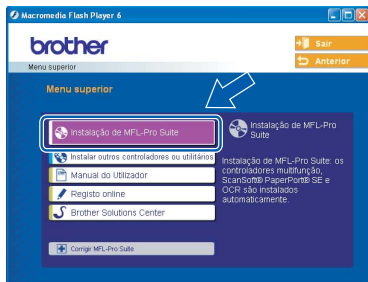 Macromedia Flash Player 6
brother
Sair
Anterior
Menu superior
Menu superior
Instalação de MFL-Pro Suite
Instalar outros controladores ou utilitários
Manual do Utilizador
Registo online
Brother Solutions Center
Corrigir MFL-Pro Suite
Instalação de MFL-Pro
Suite
Instalação de MFL-Pro Suite: os
controladores multifunção,
ScanSoft® PaperPort® SE e
OCR são instalados
automaticamente.